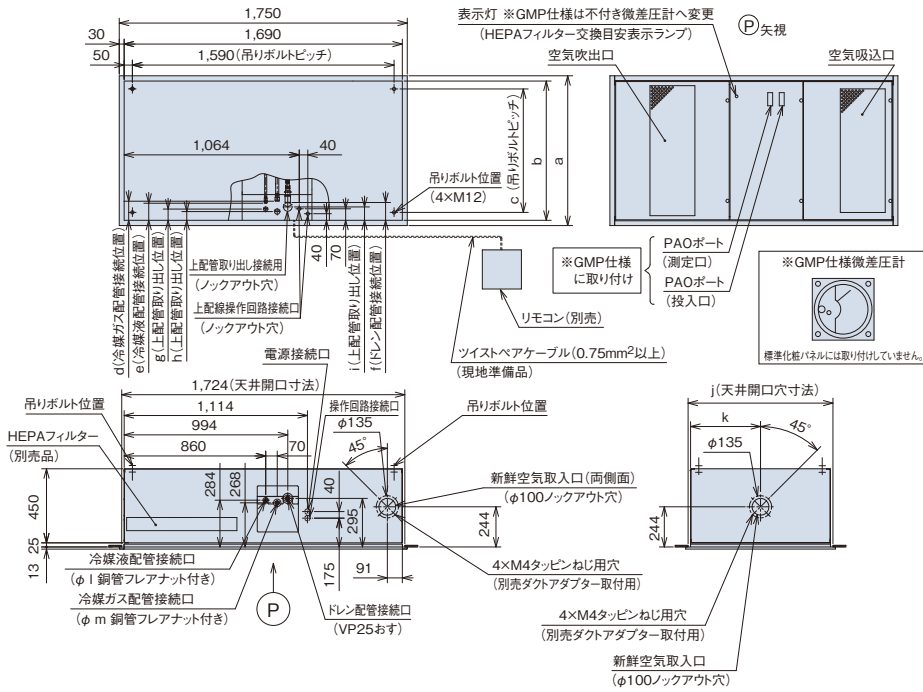 1,750
30
1,690
50
1,590（吊りボルトピッチ）
1,064
40
吊りボルト位置
（4×M12）
c（吊りボルトピッチ）
b
a
d（冷媒ガス配管接続位置）
e（冷媒液配管接続位置）
g（上配管取り出し位置）
h（上配管取り出し位置）
上配管取り出し接続用
（ノックアウト穴）
上配線操作回路接続口
（ノックアウト穴）
40
70
i（上配管取り出し位置）
f（ドレン配管接続位置）
リモコン（別売）
ツイストペアケーブル（0.75mm²以上）
（現地準備品）
表示灯 ※GMP仕様は不付き微差圧計へ変更
（HEPAフィルター交換目安表示ランプ）
P矢視
空気吹出口
空気吸込口
※GMP仕様
に取り付け
PAOポート
（測定口）
PAOポート
（投入口）
※GMP仕様微差圧計
標準化粧パネルには取り付けしていません。
電源接続口
1,724（天井開口寸法）
吊りボルト位置
1,114
操作回路接続口
吊りボルト位置
HEPAフィルター
（別売品）
994
φ135
860
70
45°
284
268
40
295
175
91
450
25
13
244
新鮮空気取入口（両側面）
（φ100ノックアウト穴）
4×M4タッピンねじ用穴
（別売ダクトアダプター取付用）
冷媒液配管接続口
（φ l 銅管フレアナット付き）
冷媒ガス配管接続口
（φ m 銅管フレアナット付き）
P
ドレン配管接続口
（VP25おす）
j（天井開口穴寸法）
k
φ135
45°
244
4×M4タッピンねじ用穴
（別売ダクトアダプター取付用）
新鮮空気取入口
（φ100ノックアウト穴）